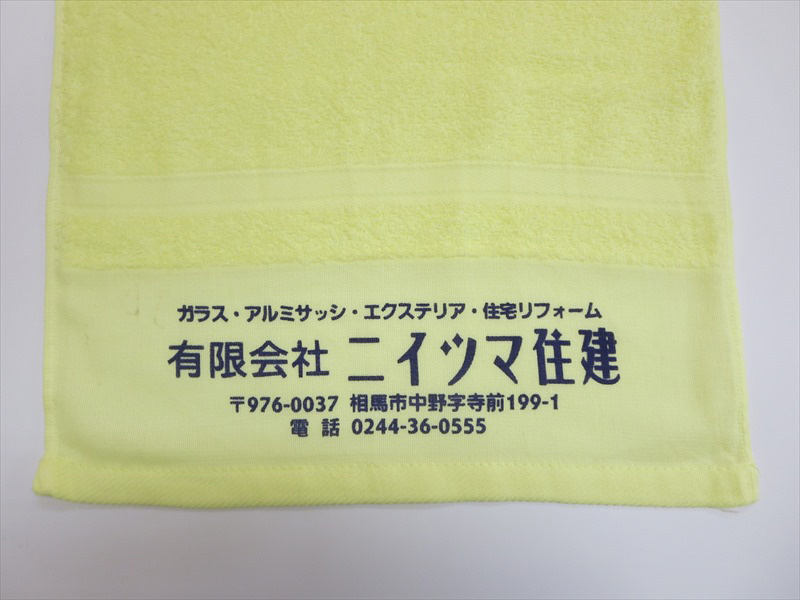 ガラス・アルミサッシ・エクステリア・住宅リフォーム
有限会社 ニイツマ住建
〒976-0037 相馬市中野字寺前199-1
電話 0244-36-0555